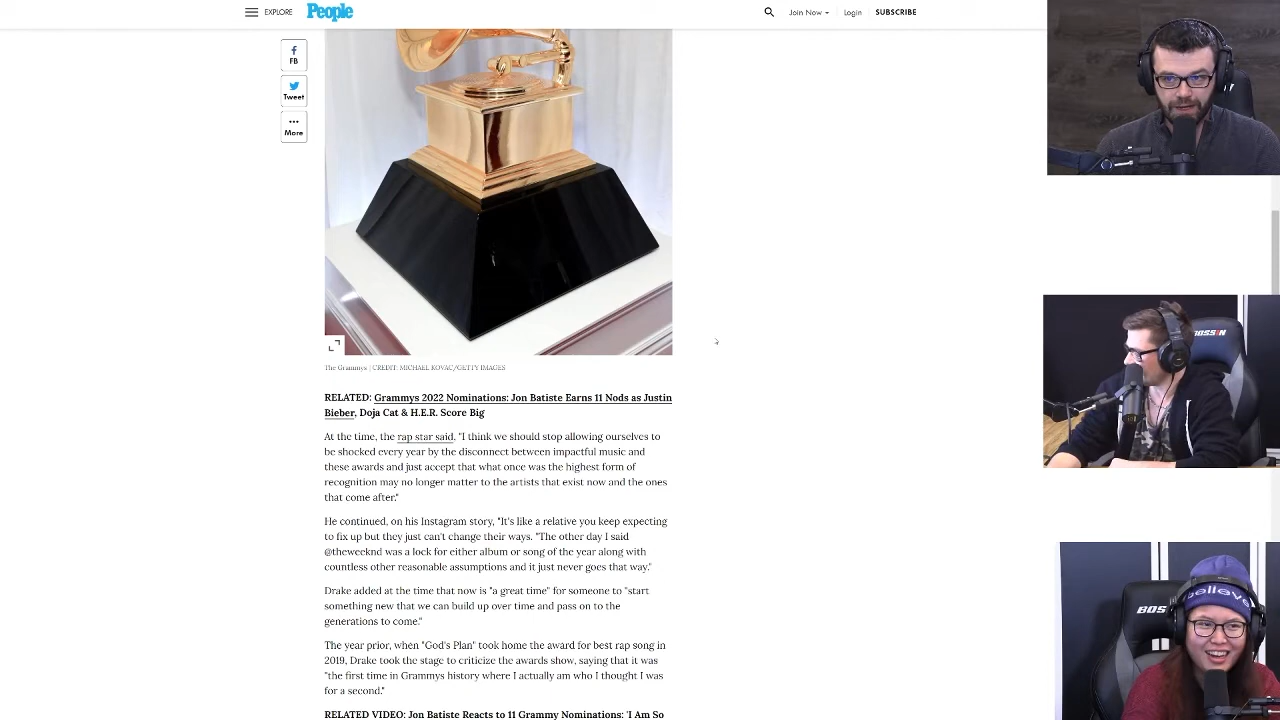 EXPLORE
People
Join Now
Login
SUBSCRIBE
FB
Tweet
More
The Grammys | CREDIT: MICHAEL KOVAC/GETTY IMAGES
RELATED: Grammys 2022 Nominations: Jon Batiste Earns 11 Nods as Justin
Bieber, Doja Cat & H.E.R. Score Big
At the time, the rap star said, "I think we should stop allowing ourselves to
be shocked every year by the disconnect between impactful music and
these awards and just accept that what once was the highest form of
recognition may no longer matter to the artists that exist now and the ones
that come after."
He continued, on his Instagram story, "It's like a relative you keep expecting
to fix up but they just can't change their ways. "The other day I said
@theweeknd was a lock for either album or song of the year along with
countless other reasonable assumptions and it just never goes that way."
Drake added at the time that now is "a great time" for someone to "start
something new that we can build up over time and pass on to the
generations to come."
The year prior, when "God's Plan" took home the award for best rap song in
2019, Drake took the stage to criticize the awards show, saying that it was
"the first time in Grammys history where I actually am who I thought I was
for a second."
RELATED VIDEO: Jon Batiste Reacts to 11 Grammy Nominations: 'I Am So
believe